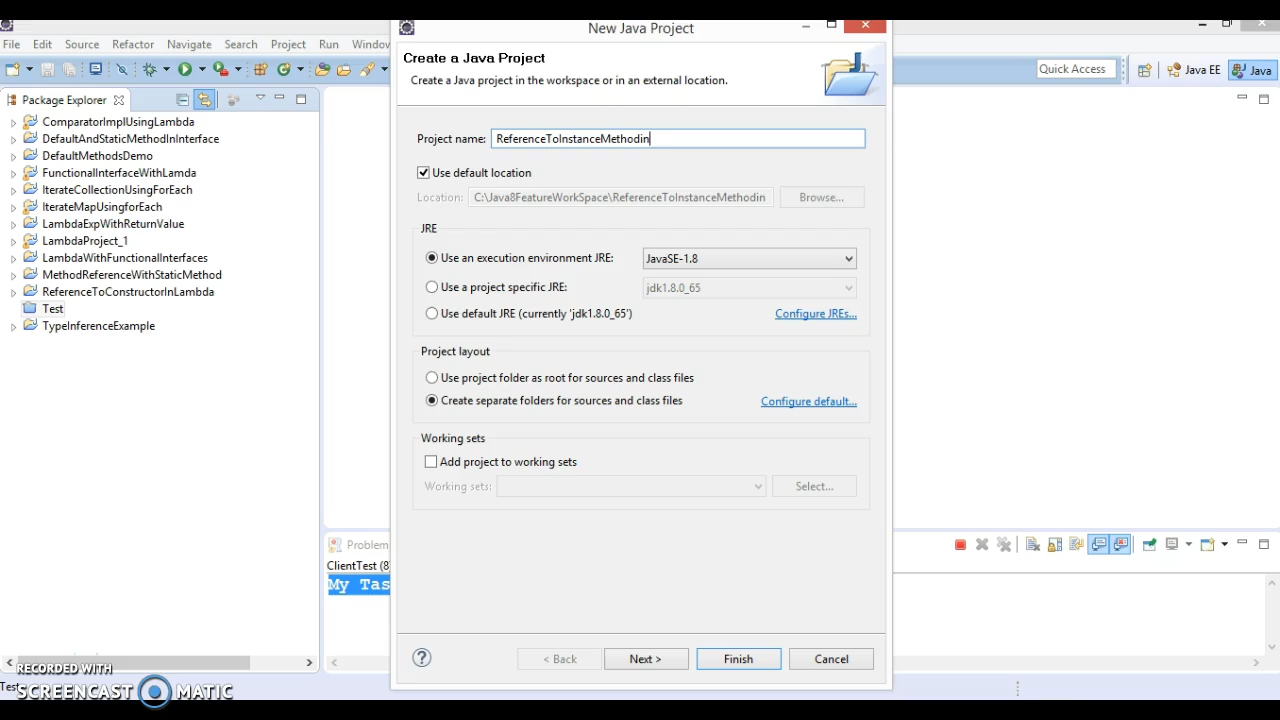 New Java Project
File Edit Source Refactor Navigate Search Project Run Window
Create a Java Project
Create a Java project in the workspace or in an external location.
Quick Access
Java EE
Java
Package Explorer
ComparatorImplUsingLambda
DefaultAndStaticMethodInInterface
DefaultMethodsDemo
FunctionalInterfaceWithLamda
IterateCollectionUsingForEach
IterateMapUsingforEach
LambdaExpWithReturnValue
LambdaProject_1
LambdaWithFunctionalInterfaces
MethodReferenceWithStaticMethod
ReferenceToConstructorInLambda
Test
TypeInferenceExample
Project name: ReferenceToInstanceMethodin
Use default location
Location: C:\Java8FeatureWorkSpace\ReferenceToInstanceMethodin Browse...
JRE
Use an execution environment JRE: JavaSE-1.8
Use a project specific JRE: jdk1.8.0_65
Use default JRE (currently 'jdk1.8.0_65') Configure JREs...
Project layout
Use project folder as root for sources and class files
Create separate folders for sources and class files Configure default...
Working sets
Add project to working sets
Working sets: Select...
Problem
ClientTest (8
My Tas
? < Back Next > Finish Cancel
Test
RECORDED WITH
SCREENCAST MATIC